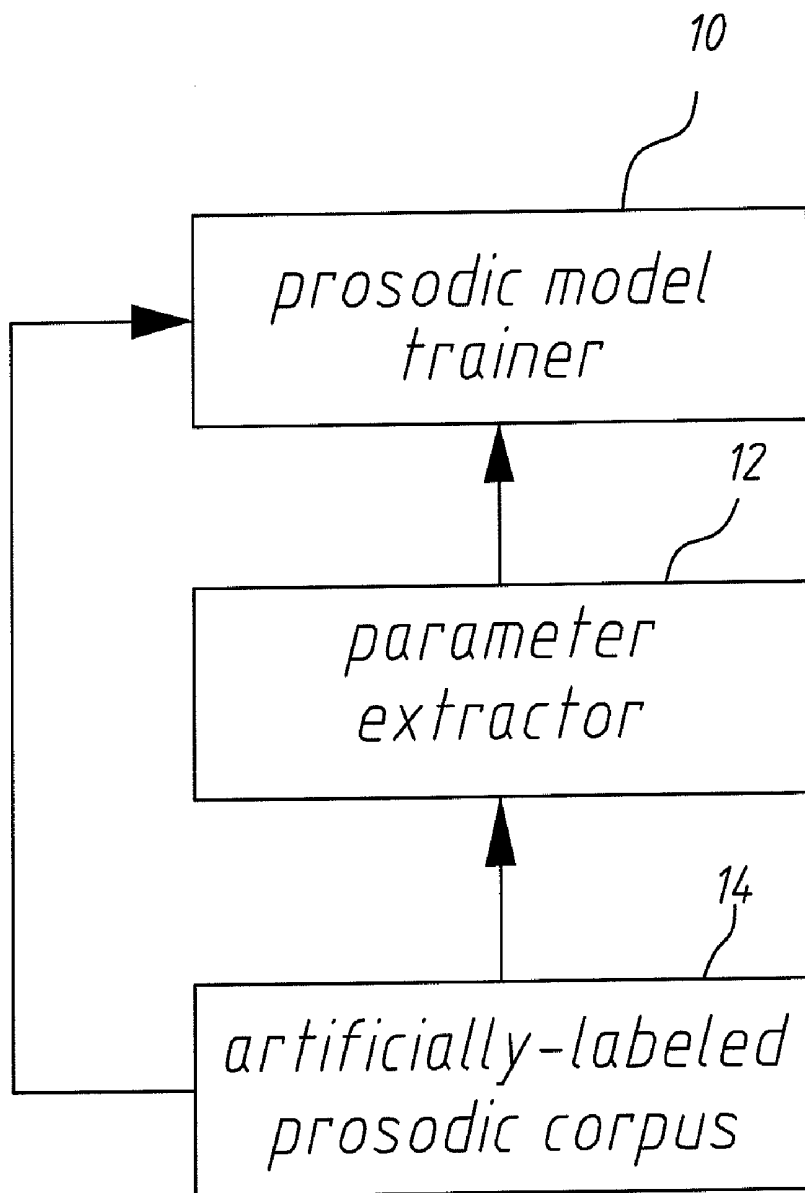 10
prosodic model
trainer
12
parameter
extractor
14
artificially-labeled
prosodic corpus